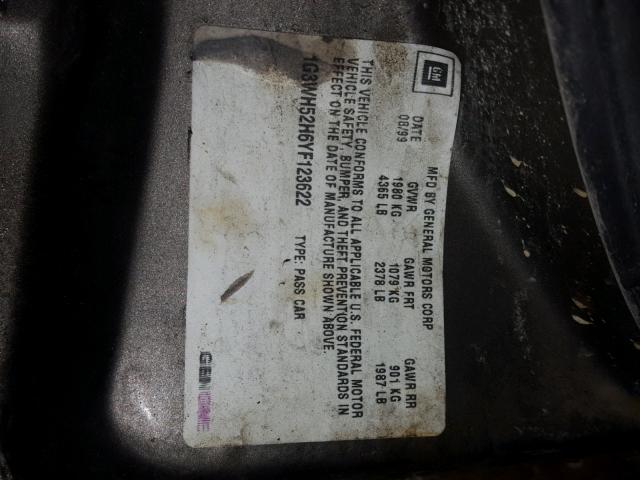 GM
MFD BY GENERAL MOTORS CORP
DATE GVWR GAWR FRT GAWR RR
08/99 1980 KG 1079 KG 901 KG
4365 LB 2378 LB 1987 LB
THIS VEHICLE CONFORMS TO ALL APPLICABLE U.S. FEDERAL MOTOR
VEHICLE SAFETY, BUMPER, AND THEFT PREVENTION STANDARDS IN
EFFECT ON THE DATE OF MANUFACTURE SHOWN ABOVE.
1G3WH52H6YF123622 TYPE: PASS CAR